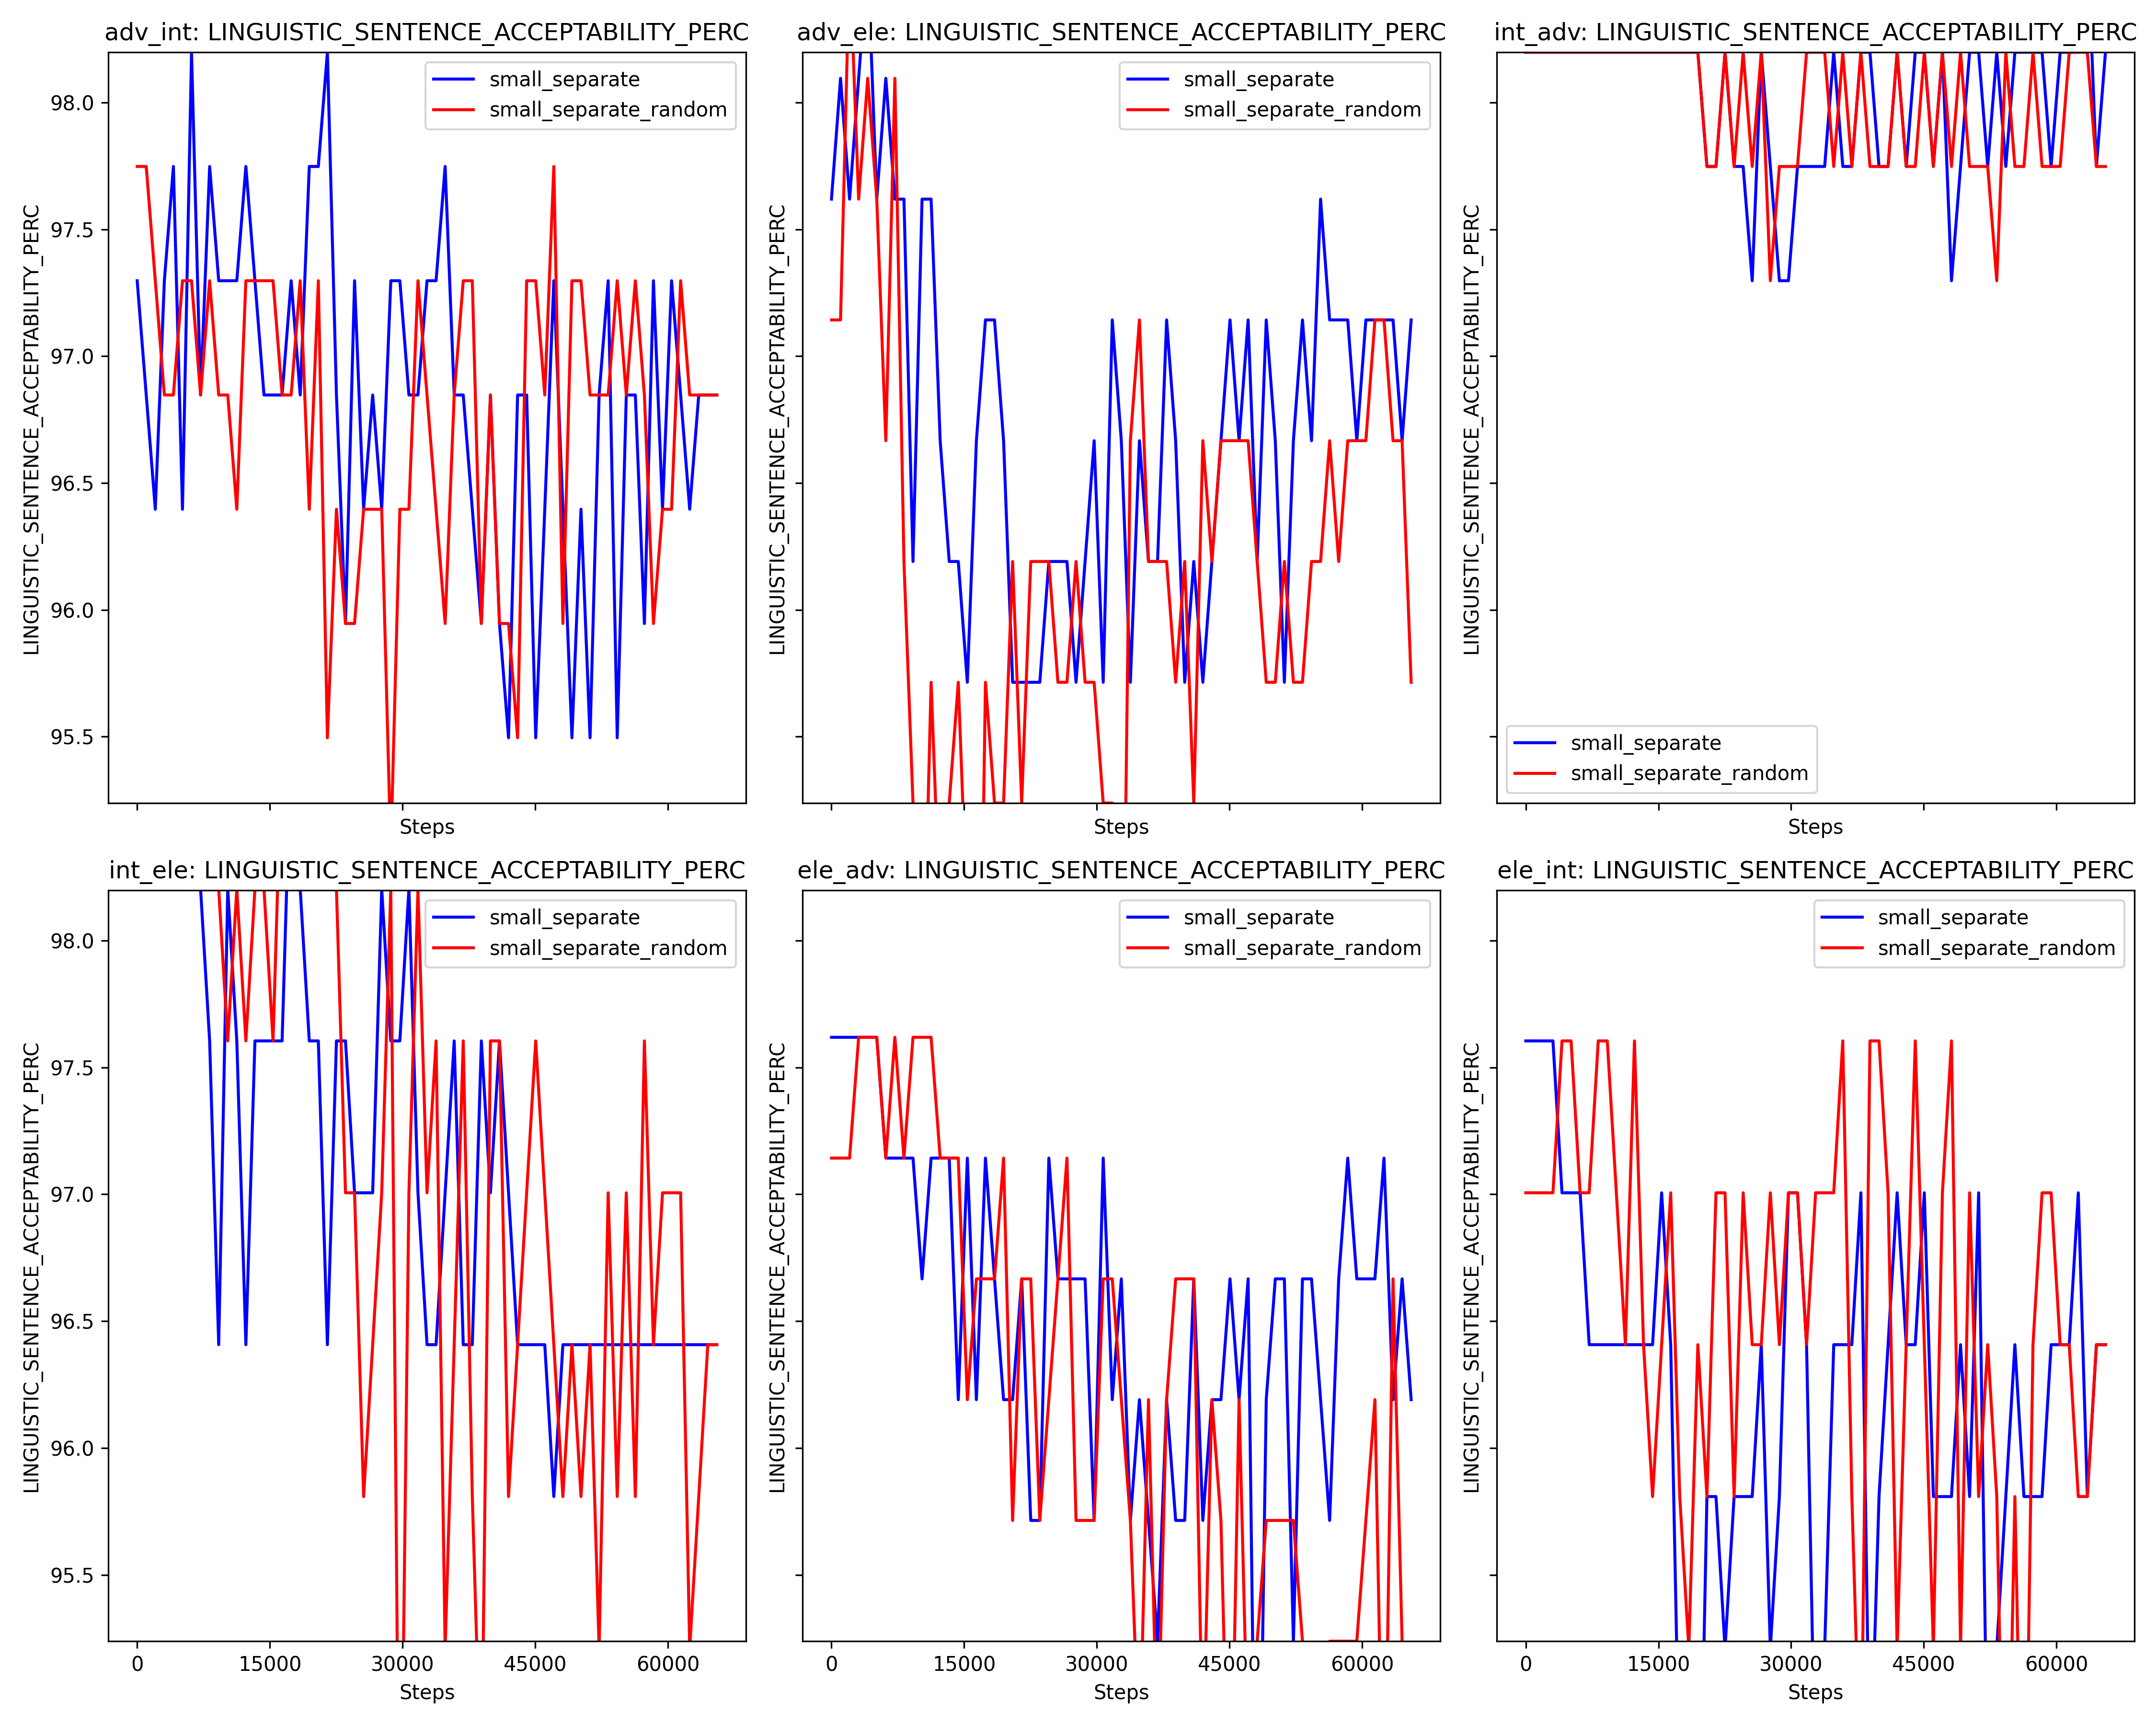 adv_int: LINGUISTIC_SENTENCE_ACCEPTABILITY_PERC
LINGUISTIC_SENTENCE_ACCEPTABILITY_PERC
98.0
97.5
97.0
96.5
96.0
95.5
small_separate
small_separate_random
Steps
adv_ele: LINGUISTIC_SENTENCE_ACCEPTABILITY_PERC
LINGUISTIC_SENTENCE_ACCEPTABILITY_PERC
small_separate
small_separate_random
Steps
int_adv: LINGUISTIC_SENTENCE_ACCEPTABILITY_PERC
LINGUISTIC_SENTENCE_ACCEPTABILITY_PERC
small_separate
small_separate_random
Steps
int_ele: LINGUISTIC_SENTENCE_ACCEPTABILITY_PERC
LINGUISTIC_SENTENCE_ACCEPTABILITY_PERC
98.0
97.5
97.0
96.5
96.0
95.5
small_separate
small_separate_random
0 15000 30000 45000 60000
Steps
ele_adv: LINGUISTIC_SENTENCE_ACCEPTABILITY_PERC
LINGUISTIC_SENTENCE_ACCEPTABILITY_PERC
small_separate
small_separate_random
0 15000 30000 45000 60000
Steps
ele_int: LINGUISTIC_SENTENCE_ACCEPTABILITY_PERC
LINGUISTIC_SENTENCE_ACCEPTABILITY_PERC
small_separate
small_separate_random
0 15000 30000 45000 60000
Steps